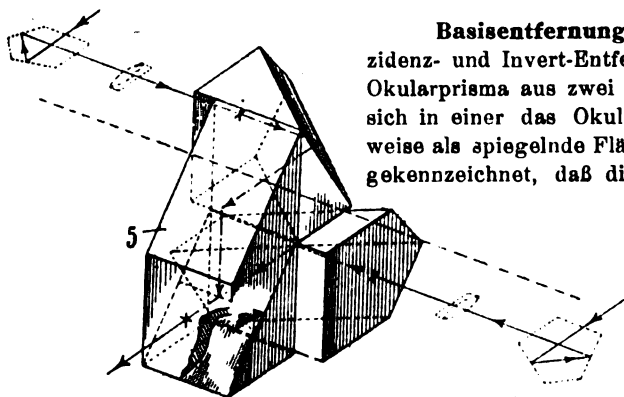 Basisentfernung
zidenz- und Invert-Entfe
Okularprisma aus zwei
sich in einer das Okul
weise als spiegelnde Flä
gekennzeichnet, daß di
5